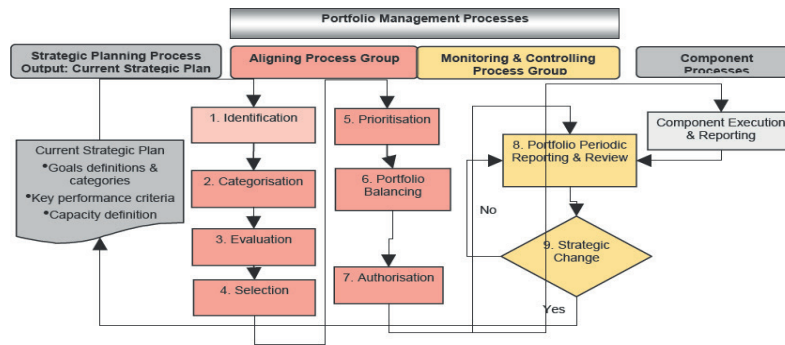 Portfolio Management Processes
Strategic Planning Process
Output: Current Strategic Plan
Aligning Process Group
Monitoring & Controlling
Process Group
Component
Processes
Current Strategic Plan
•Goals definitions &
categories
•Key performance criteria
•Capacity definition
1. Identification
2. Categorisation
3. Evaluation
4. Selection
5. Prioritisation
6. Portfolio
Balancing
7. Authorisation
8. Portfolio Periodic
Reporting & Review
No
9. Strategic
Change
Yes
Component Execution
& Reporting